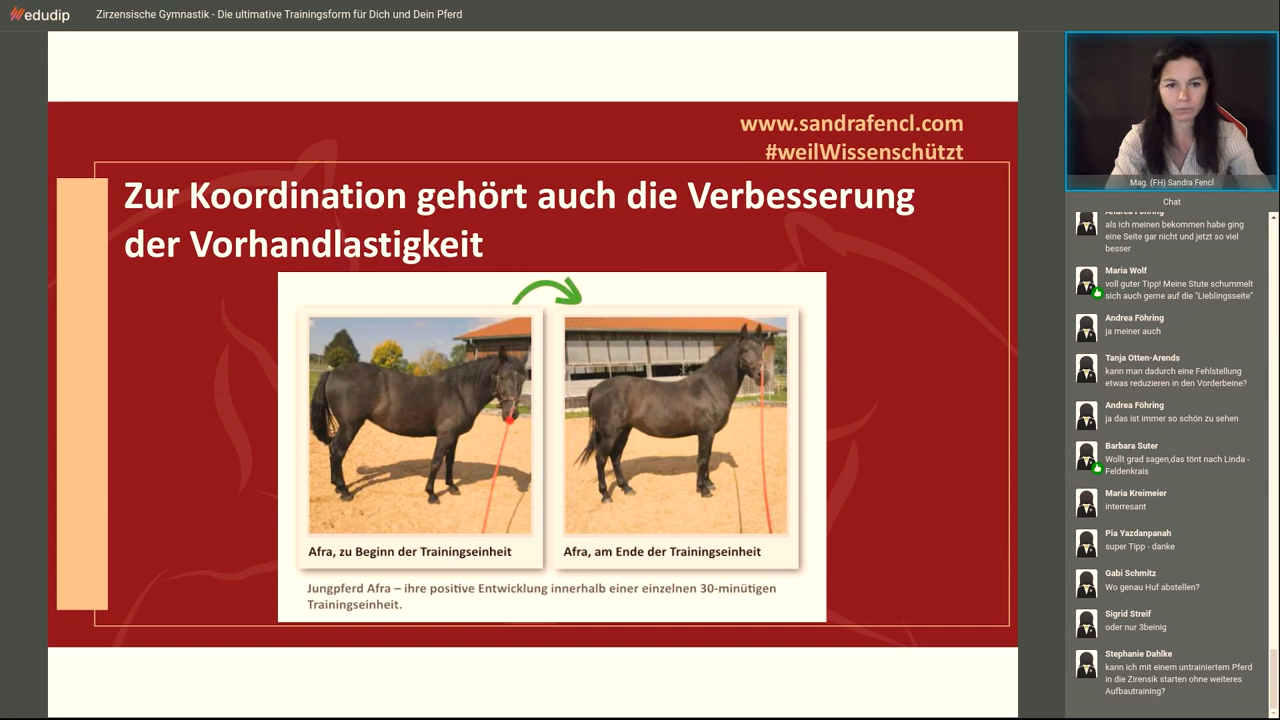 edudip
Zirzensische Gymnastik - Die ultimative Trainingsform für Dich und Dein Pferd
www.sandrafencl.com
#weilWissenschützt
Zur Koordination gehört auch die Verbesserung
der Vorhandlastigkeit
Afra, zu Beginn der Trainingseinheit
Afra, am Ende der Trainingseinheit
Jungpferd Afra – ihre positive Entwicklung innerhalb einer einzelnen 30-minütigen
Trainingseinheit.
Mag. (FH) Sandra Fencl
Chat
Andrea Föhring
als ich meinen bekommen habe ging
eine Seite gar nicht und jetzt so viel
besser
Maria Wolf
voll guter Tipp! Meine Stute schummelt
sich auch gerne auf die "Lieblingsseite"
Andrea Föhring
ja meiner auch
Tanja Otten-Arends
kann man dadurch eine Fehlstellung
etwas reduzieren in den Vorderbeine?
Andrea Föhring
ja das ist immer so schön zu sehen
Barbara Suter
Wollt grad sagen,das tönt nach Linda -
Feldenkrais
Maria Kreimeier
interresant
Pia Yazdanpanah
super Tipp - danke
Gabi Schmitz
Wo genau Huf abstellen?
Sigrid Streif
oder nur 3beinig
Stephanie Dahlke
kann ich mit einem untrainiertem Pferd
in die Zirensik starten ohne weiteres
Aufbautraining?